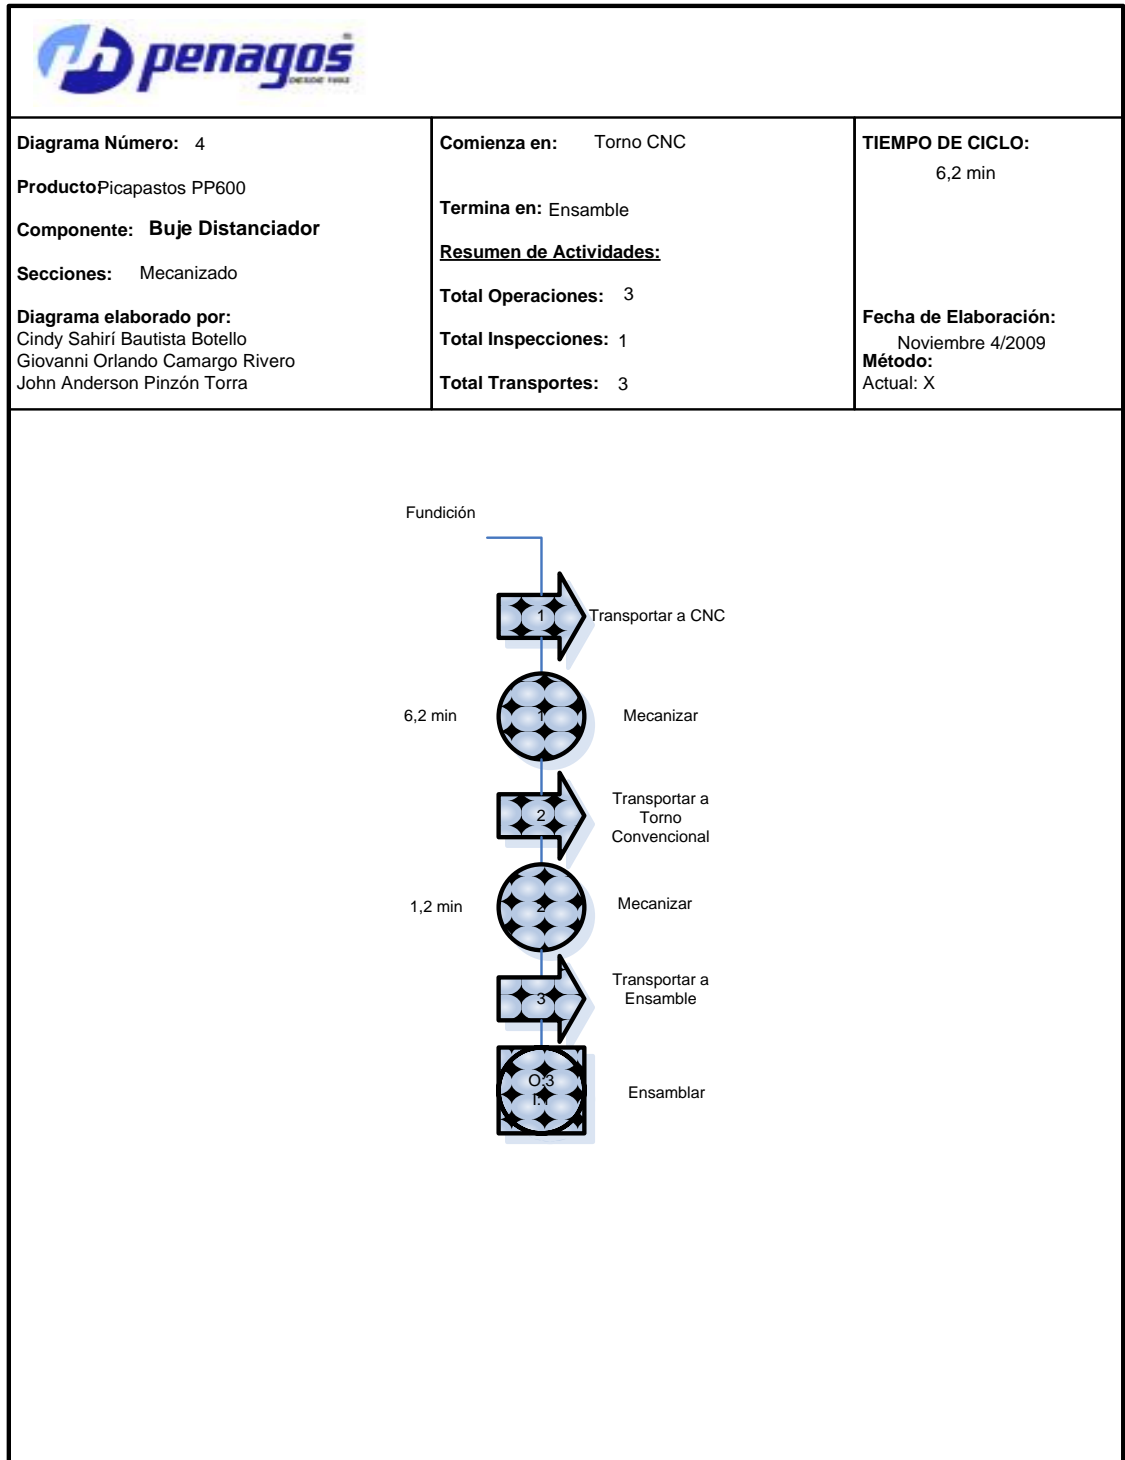 penagos
DESDE 1892
Diagrama Número: 4
Producto: Picapastos PP600
Componente: Buje Distanciador
Secciones: Mecanizado
Diagrama elaborado por:
Cindy Sahirí Bautista Botello
Giovanni Orlando Camargo Rivero
John Anderson Pinzón Torra
Comienza en: Torno CNC
Termina en: Ensamble
Resumen de Actividades:
Total Operaciones: 3
Total Inspecciones: 1
Total Transportes: 3
TIEMPO DE CICLO:
6,2 min
Fecha de Elaboración:
Noviembre 4/2009
Método:
Actual: X
Fundición
1 Transportar a CNC
6,2 min 1 Mecanizar
2
Transportar a
Torno
Convencional
1,2 min 2 Mecanizar
3
Transportar a
Ensamble
O:3
I:1
Ensamblar